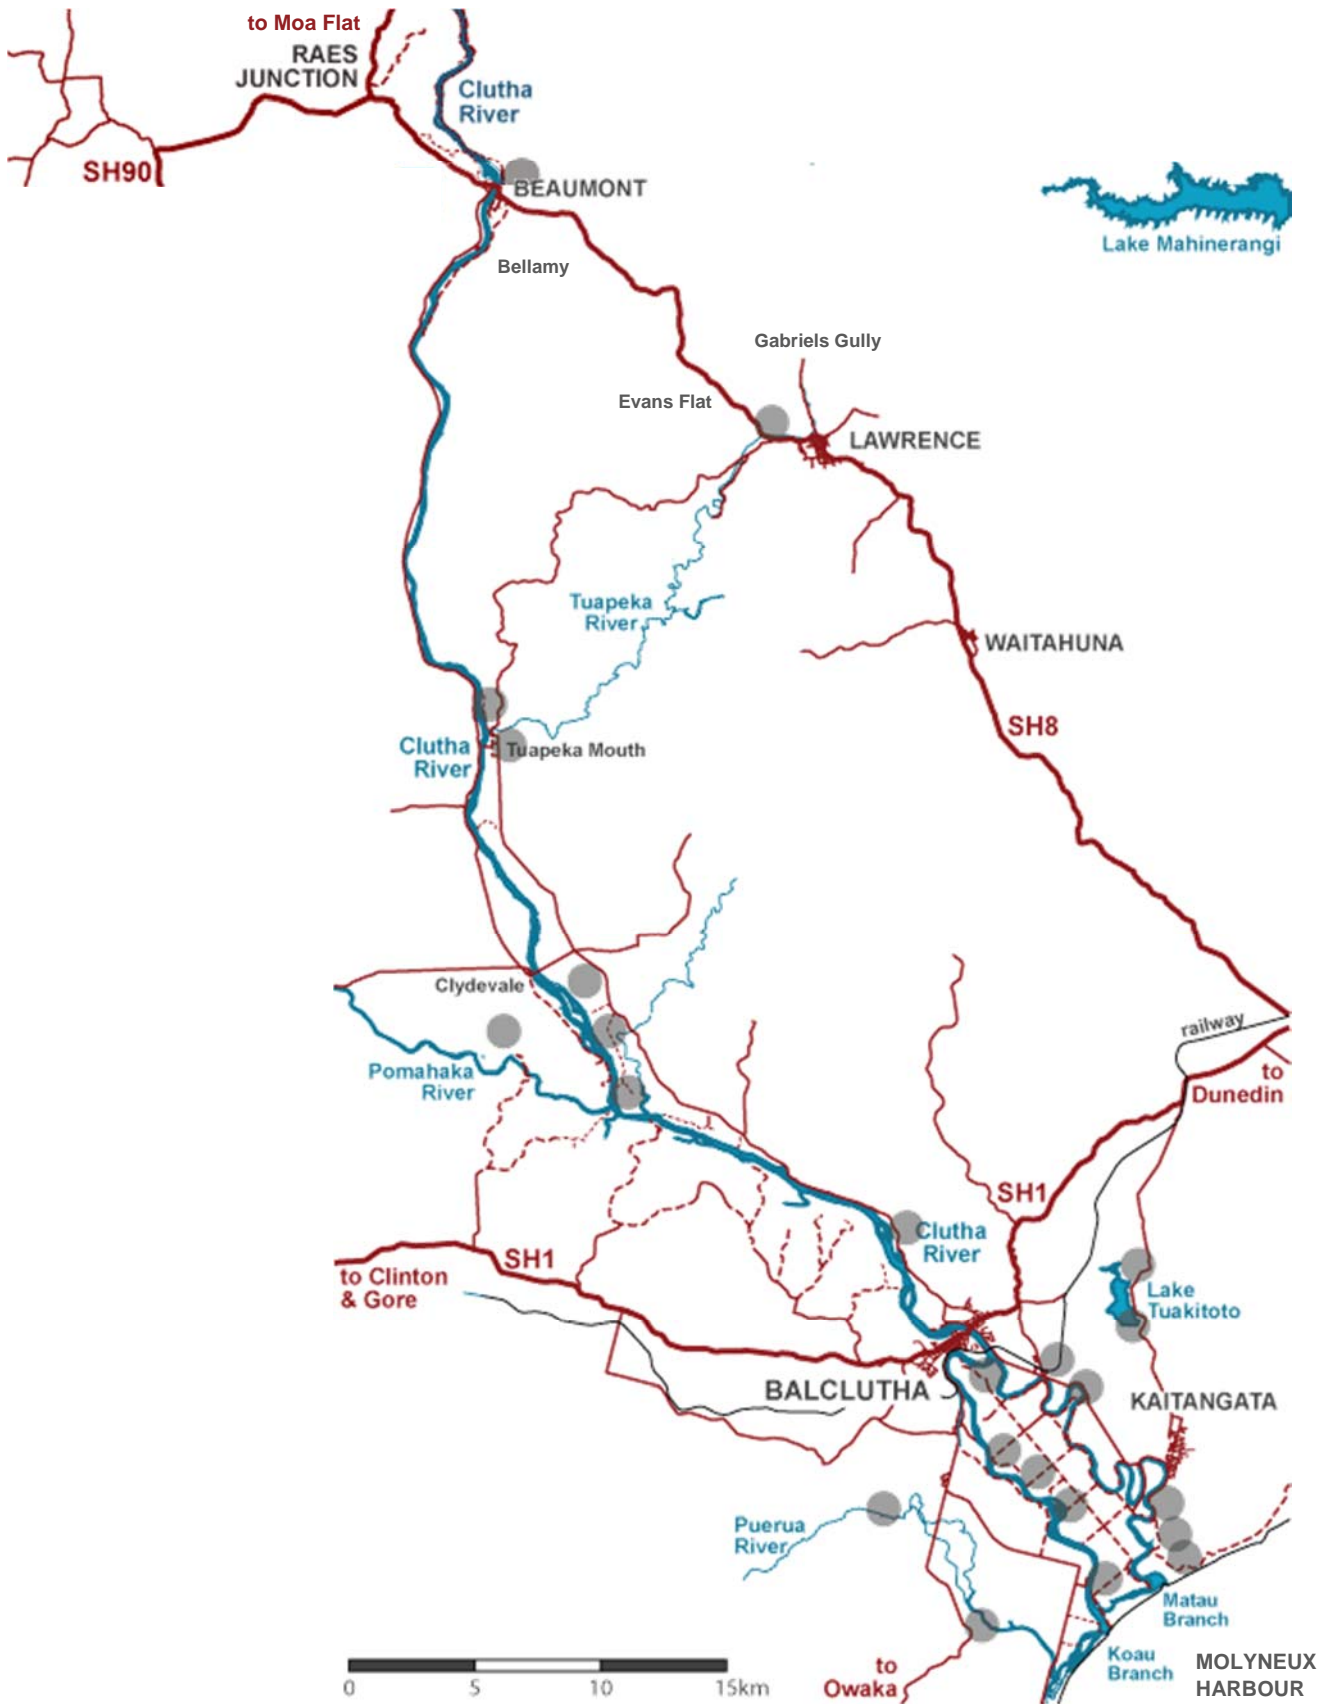 to Moa Flat
RAES
JUNCTION
Clutha
River
SH90
BEAUMONT
Lake Mahinerangi
Bellamy
Gabriels Gully
Evans Flat
LAWRENCE
Tuapeka
River
WAITAHUNA
SH8
Clutha
River
Tuapeka Mouth
Clydevale
railway
Pomahaka
River
to
Dunedin
SH1
Clutha
River
SH1
to Clinton
& Gore
Lake
Tuakitoto
BALCLUTHA
KAITANGATA
Puerua
River
Matau
Branch
Koau
Branch
MOLYNEUX
HARBOUR
to
Owaka
0 5 10 15km